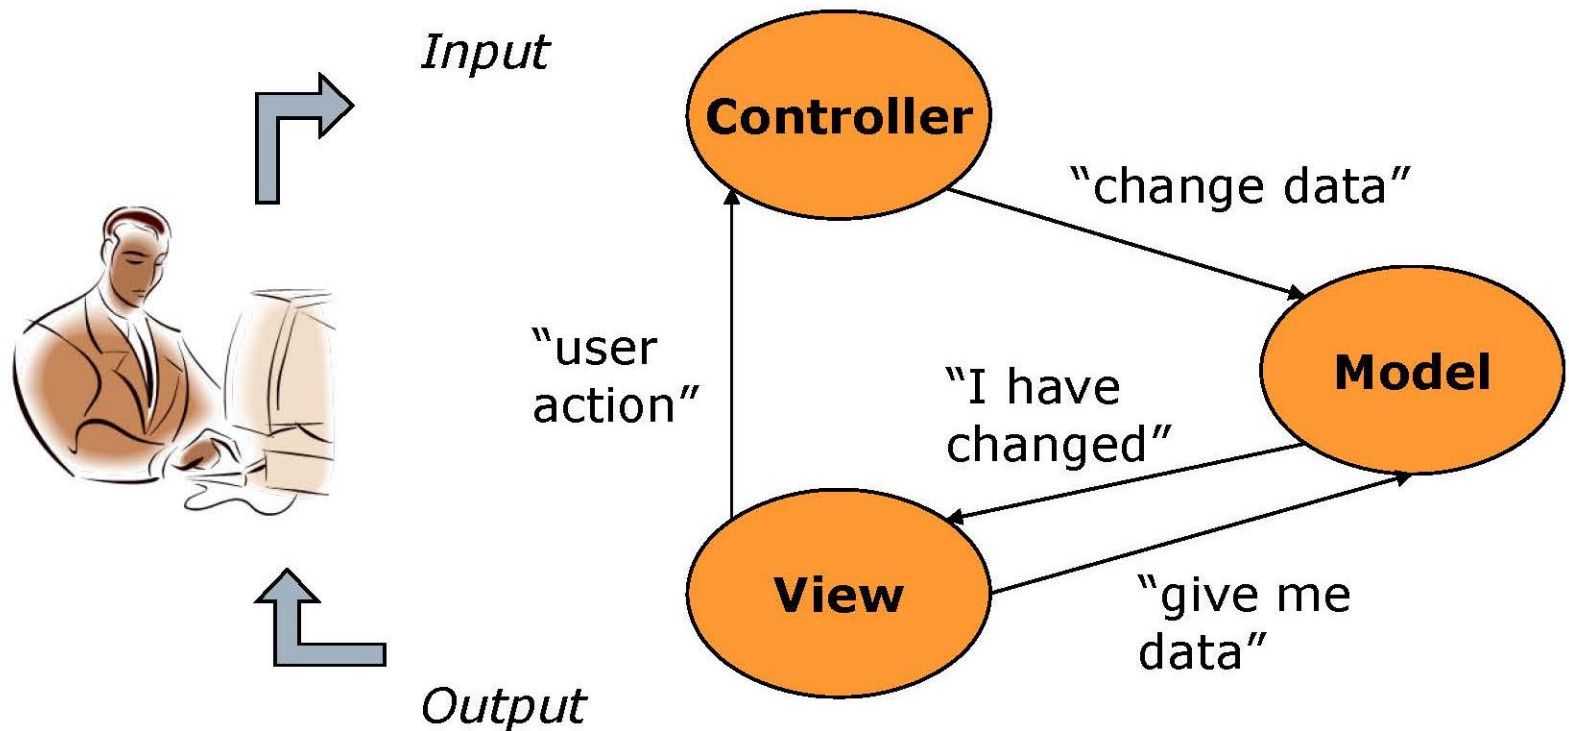 Input
Controller
“change data”
“user
action”
“I have
changed”
Model
View
“give me
data”
Output